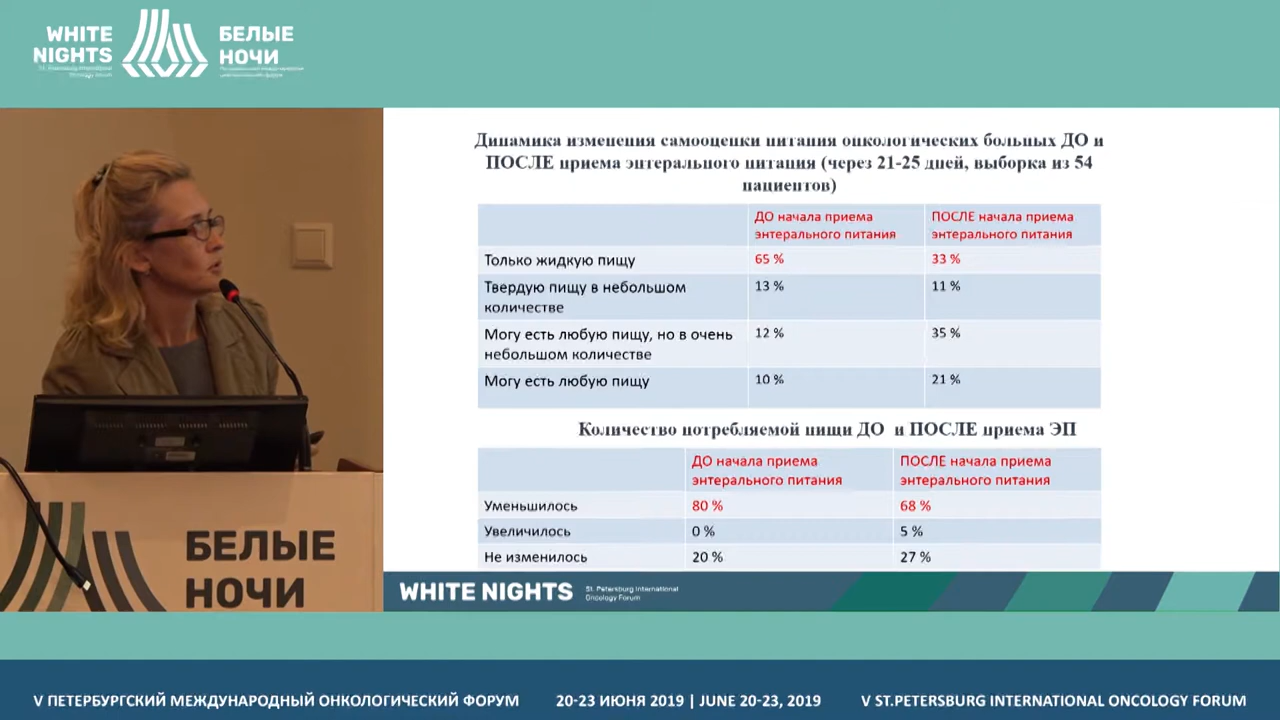 WHITE
NIGHTS
St. Petersburg International
Oncology Forum
БЕЛЫЕ
НОЧИ
Динамика изменения самооценки питания онкологических больных ДО и
ПОСЛЕ приема энтерального питания (через 21-25 дней, выборка из 54
пациентов)
ДО начала приема
энтерального питания
ПОСЛЕ начала приема
энтерального питания
Только жидкую пищу
65 %
33 %
Твердую пищу в небольшом
количестве
13 %
11 %
Могу есть любую пищу, но в очень
небольшом количестве
12 %
35 %
Могу есть любую пищу
10 %
21 %
Количество потребляемой пищи ДО и ПОСЛЕ приема ЭП
ДО начала приема
энтерального питания
ПОСЛЕ начала приема
энтерального питания
Уменьшилось
80 %
68 %
Увеличилось
0 %
5 %
Не изменилось
20 %
27 %
БЕЛЫЕ
НОЧИ
WHITE NIGHTS
St. Petersburg International
Oncology Forum
V ПЕТЕРБУРГСКИЙ МЕЖДУНАРОДНЫЙ ОНКОЛОГИЧЕСКИЙ ФОРУМ
20-23 ИЮНЯ 2019 | JUNE 20-23, 2019
V ST.PETERSBURG INTERNATIONAL ONCOLOGY FORUM